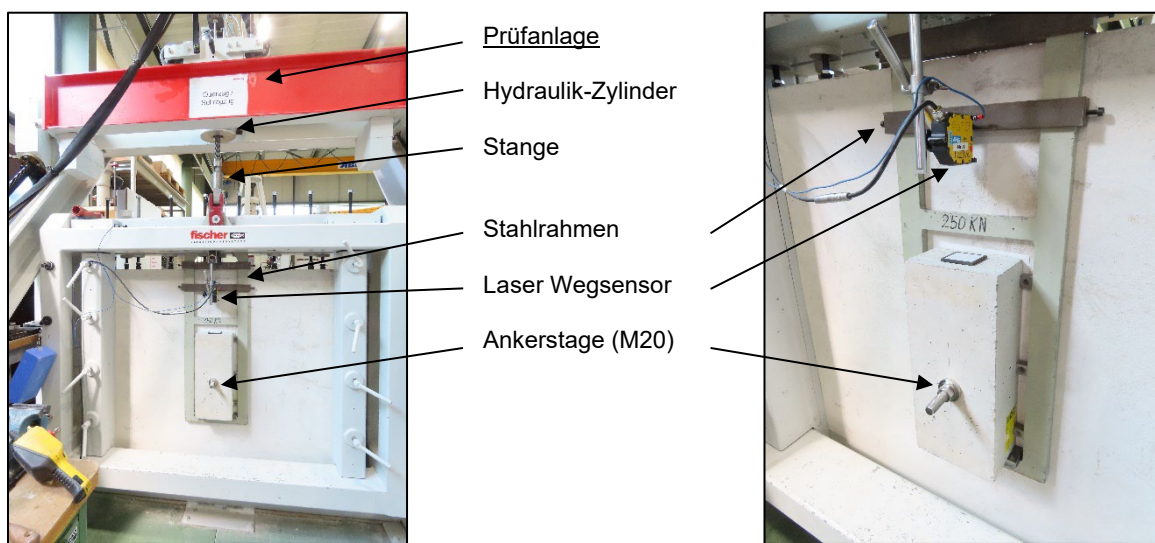 Prüfanlage
Hydraulik-Zylinder
Stange
Stahlrahmen
Laser Wegsensor
Ankerstage (M20)
fischer
250 KN